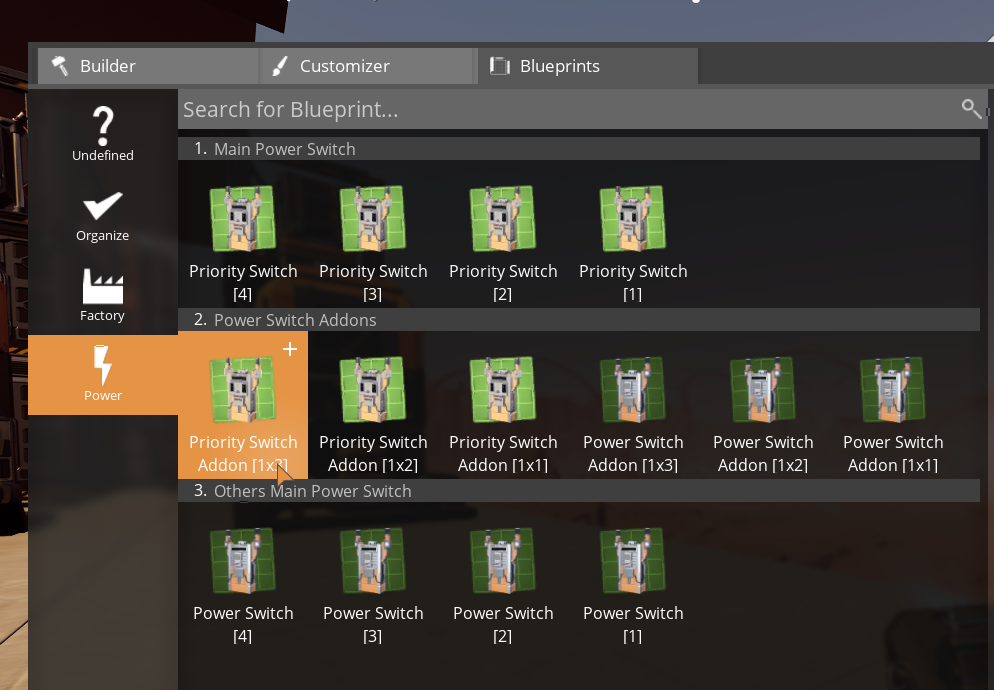 Builder
Customizer
Blueprints
Search for Blueprint...
Undefined
Organize
Factory
Power
1. Main Power Switch
Priority Switch
[4]
Priority Switch
[3]
Priority Switch
[2]
Priority Switch
[1]
2. Power Switch Addons
Priority Switch
Addon [1x3]
Priority Switch
Addon [1x2]
Priority Switch
Addon [1x1]
Power Switch
Addon [1x3]
Power Switch
Addon [1x2]
Power Switch
Addon [1x1]
3. Others Main Power Switch
Power Switch
[4]
Power Switch
[3]
Power Switch
[2]
Power Switch
[1]